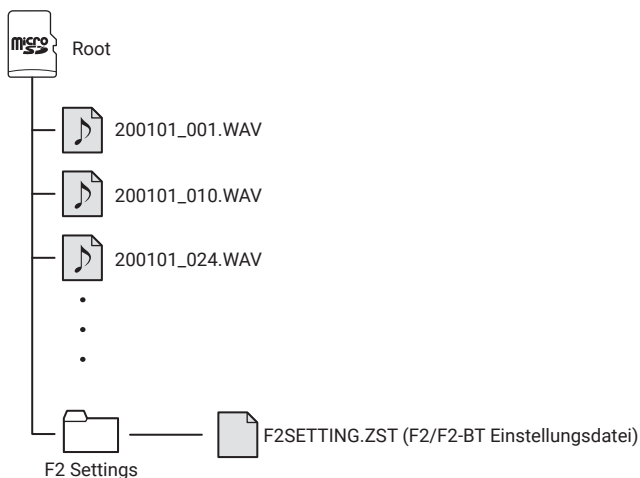 Micro
SD
Root
200101_001.WAV
200101_010.WAV
200101_024.WAV
F2SETTING.ZST (F2/F2-BT Einstellungsdatei)
F2 Settings